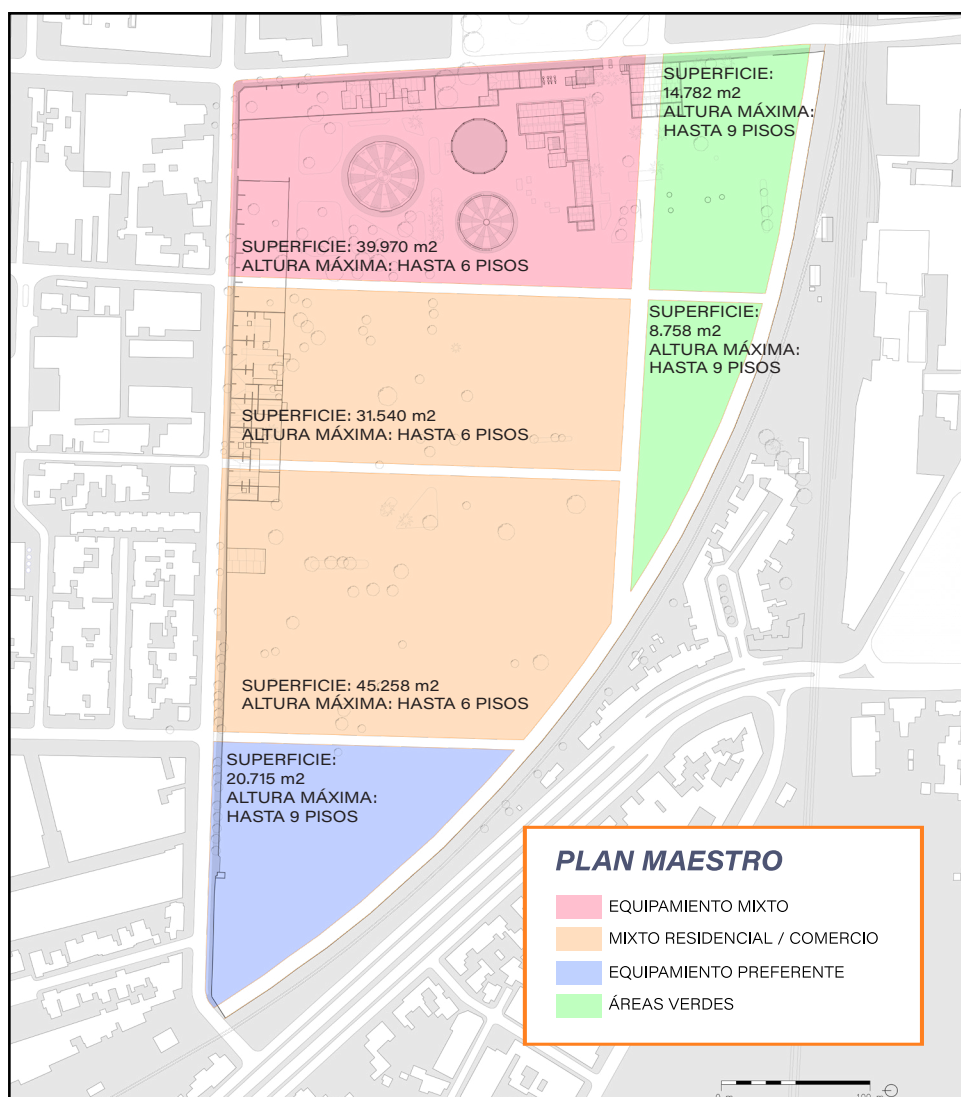 SUPERFICIE:
14.782 m2
ALTURA MÁXIMA:
HASTA 9 PISOS
SUPERFICIE: 39.970 m2
ALTURA MÁXIMA: HASTA 6 PISOS
SUPERFICIE:
8.758 m2
ALTURA MÁXIMA:
HASTA 9 PISOS
SUPERFICIE: 31.540 m2
ALTURA MÁXIMA: HASTA 6 PISOS
SUPERFICIE: 45.258 m2
ALTURA MÁXIMA: HASTA 6 PISOS
SUPERFICIE:
20.715 m2
ALTURA MÁXIMA:
HASTA 9 PISOS
PLAN MAESTRO
EQUIPAMIENTO MIXTO
MIXTO RESIDENCIAL / COMERCIO
EQUIPAMIENTO PREFERENTE
ÁREAS VERDES